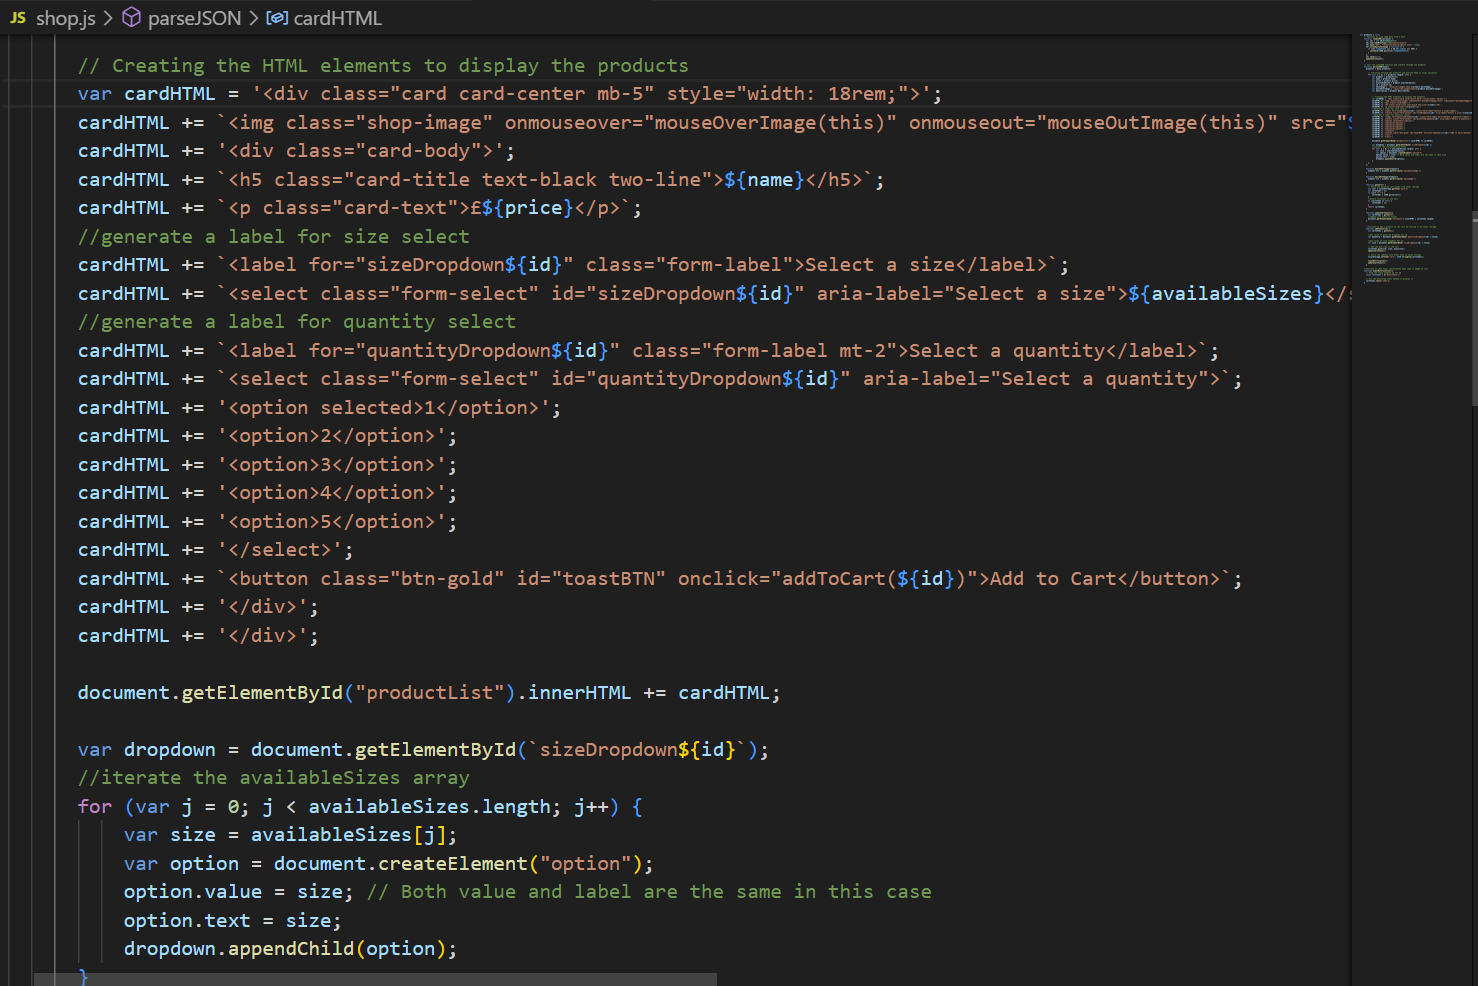 JS shop.js > parseJSON > cardHTML
// Creating the HTML elements to display the products
var cardHTML = '<div class="card card-center mb-5" style="width: 18rem;">';
cardHTML += `<img class="shop-image" onmouseover="mouseOverImage(this)" onmouseout="mouseOutImage(this)" src="$
cardHTML += '<div class="card-body">';
cardHTML += `<h5 class="card-title text-black two-line">${name}</h5>`;
cardHTML += `<p class="card-text">£${price}</p>`;
//generate a label for size select
cardHTML += `<label for="sizeDropdown${id}" class="form-label">Select a size</label>`;
cardHTML += `<select class="form-select" id="sizeDropdown${id}" aria-label="Select a size">${availableSizes}</s
//generate a label for quantity select
cardHTML += `<label for="quantityDropdown${id}" class="form-label mt-2">Select a quantity</label>`;
cardHTML += `<select class="form-select" id="quantityDropdown${id}" aria-label="Select a quantity">`;
cardHTML += '<option selected>1</option>';
cardHTML += '<option>2</option>';
cardHTML += '<option>3</option>';
cardHTML += '<option>4</option>';
cardHTML += '<option>5</option>';
cardHTML += '</select>';
cardHTML += `<button class="btn-gold" id="toastBTN" onclick="addToCart(${id})">Add to Cart</button>`;
cardHTML += '</div>';
cardHTML += '</div>';
document.getElementById("productList").innerHTML += cardHTML;
var dropdown = document.getElementById(`sizeDropdown${id}`);
//iterate the availableSizes array
for (var j = 0; j < availableSizes.length; j++) {
var size = availableSizes[j];
var option = document.createElement("option");
option.value = size; // Both value and label are the same in this case
option.text = size;
dropdown.appendChild(option);
}